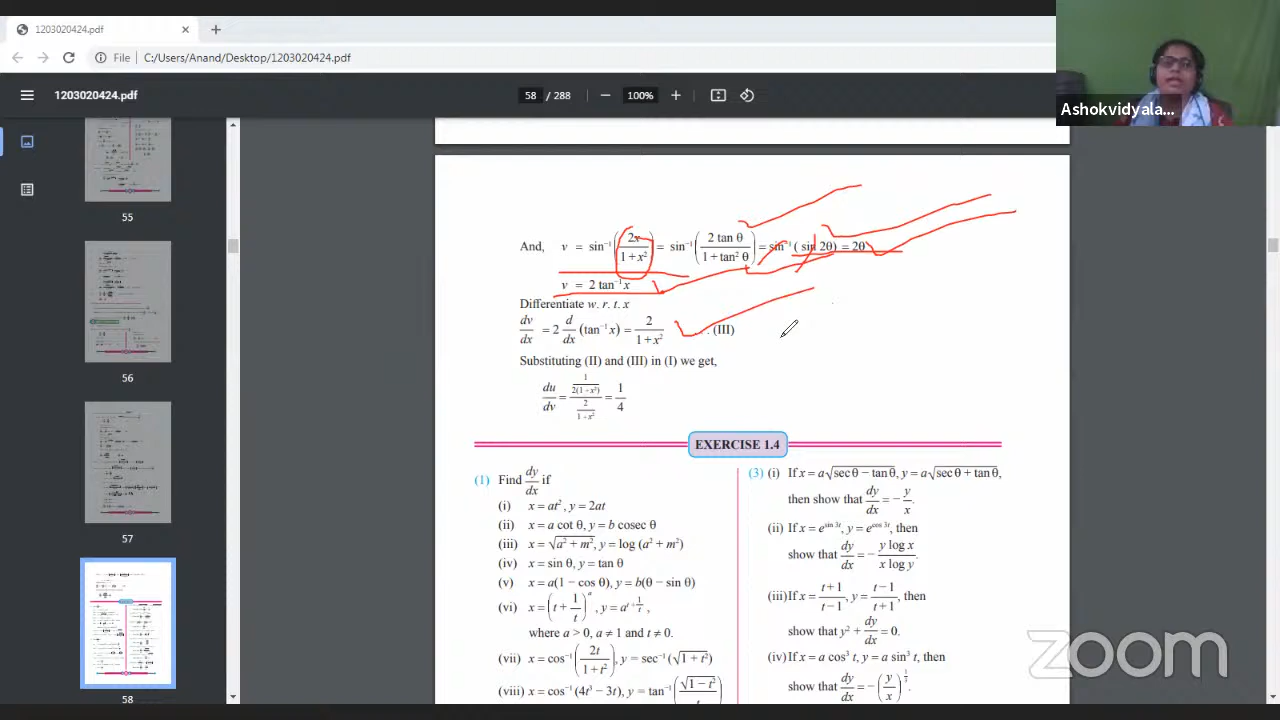 1203020424.pdf
File C:/Users/Anand/Desktop/1203020424.pdf
1203020424.pdf 58 / 288 100%
Ashokvidyala...
55
56
57
58
And, v = sin⁻¹ (2x / 1 + x²) = sin⁻¹ (2 tan θ / 1 + tan² θ) = sin⁻¹ ( sin 2θ) = 2θ
v = 2 tan⁻¹ x
Differentiate w. r. t. x
dv/dx = 2 d/dx (tan⁻¹ x) = 2 / 1 + x² . (III)
Substituting (II) and (III) in (I) we get,
du/dv = = 1/4
EXERCISE 1.4
(1) Find dy/dx if
(i) x = at² , y = 2at
(ii) x = a cot θ, y = b cosec θ
(iii) x = √(a² + m²), y = log (a² + m²)
(iv) x = sin θ, y = tan θ
(v) x = a(1 − cos θ), y = b(θ − sin θ)
(vi) x = (t + 1/t)ᵃ , y = a^(t + 1/t) ,
where a > 0, a ≠ 1 and t ≠ 0.
(vii) x = cos⁻¹ (2t / 1 + t²), y = sec⁻¹ (√(1 + t²))
(viii) x = cos⁻¹ (4t³ − 3t), y = tan⁻¹ (√(1 − t²)
(3) (i) If x = a√(sec θ − tan θ), y = a√(sec θ + tan θ),
then show that dy/dx = − y/x.
(ii) If x = e^(sin 3t), y = e^(cos 3t), then
show that dy/dx = − y log x / x log y.
(iii) If x = t + 1 / t − 1, y = t − 1 / t + 1, then
show that y² + dy/dx = 0.
(iv) If x = a cos³ t, y = a sin³ t, then
show that dy/dx = − (y/x)^(1/3).
zoom